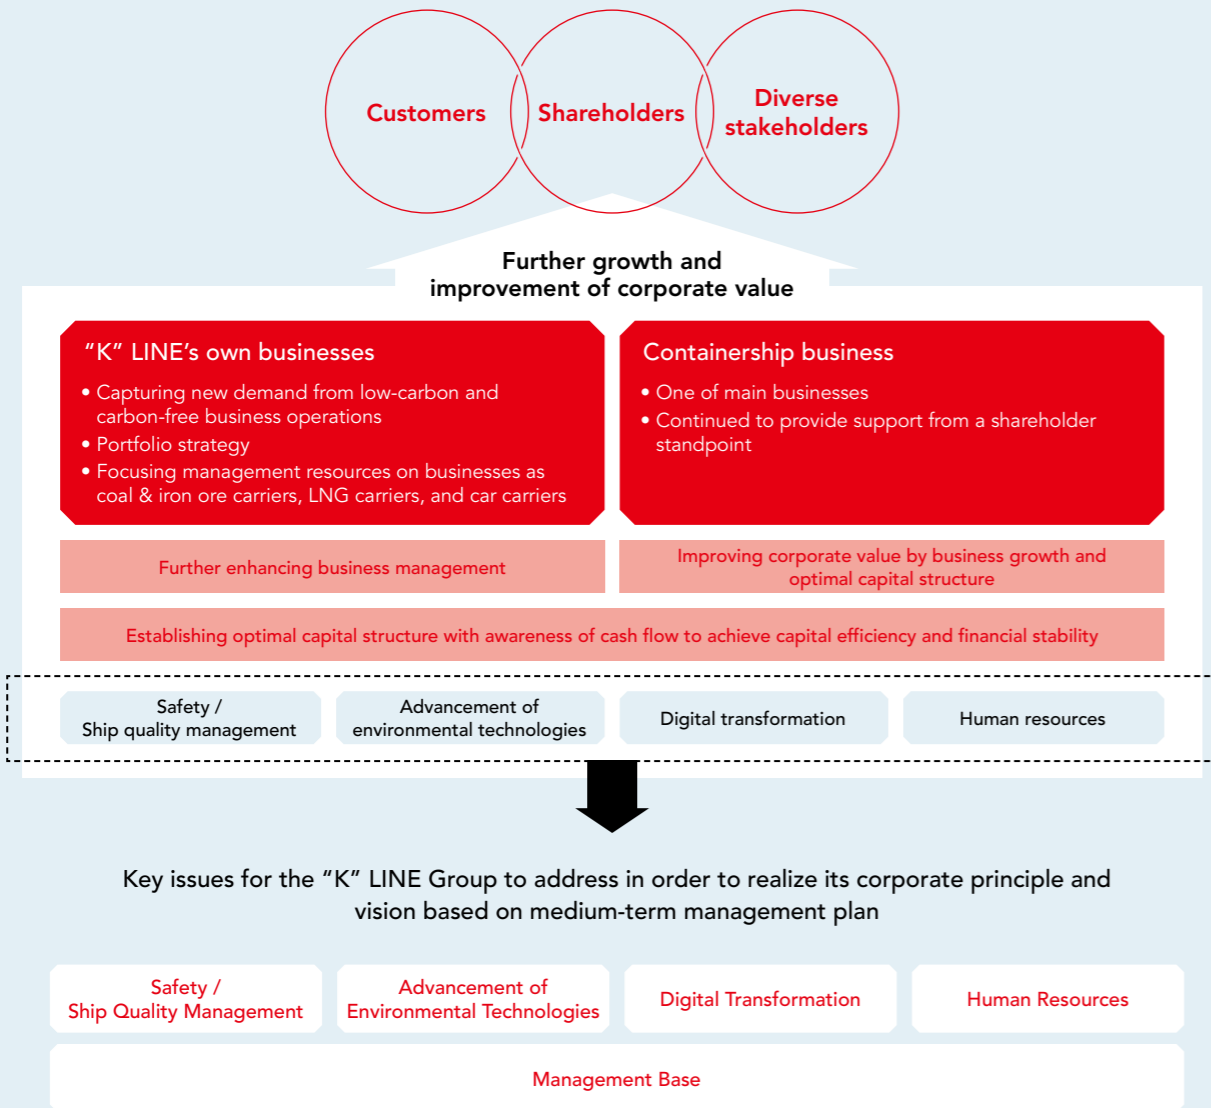 Customers
Shareholders
Diverse
stakeholders
Further growth and
improvement of corporate value
“K” LINE’s own businesses
• Capturing new demand from low-carbon and
carbon-free business operations
• Portfolio strategy
• Focusing management resources on businesses as
coal & iron ore carriers, LNG carriers, and car carriers
Containership business
• One of main businesses
• Continued to provide support from a shareholder
standpoint
Further enhancing business management
Improving corporate value by business growth and
optimal capital structure
Establishing optimal capital structure with awareness of cash flow to achieve capital efficiency and financial stability
Safety /
Ship quality management
Advancement of
environmental technologies
Digital transformation
Human resources
Key issues for the “K” LINE Group to address in order to realize its corporate principle and
vision based on medium-term management plan
Safety /
Ship Quality Management
Advancement of
Environmental Technologies
Digital Transformation
Human Resources
Management Base